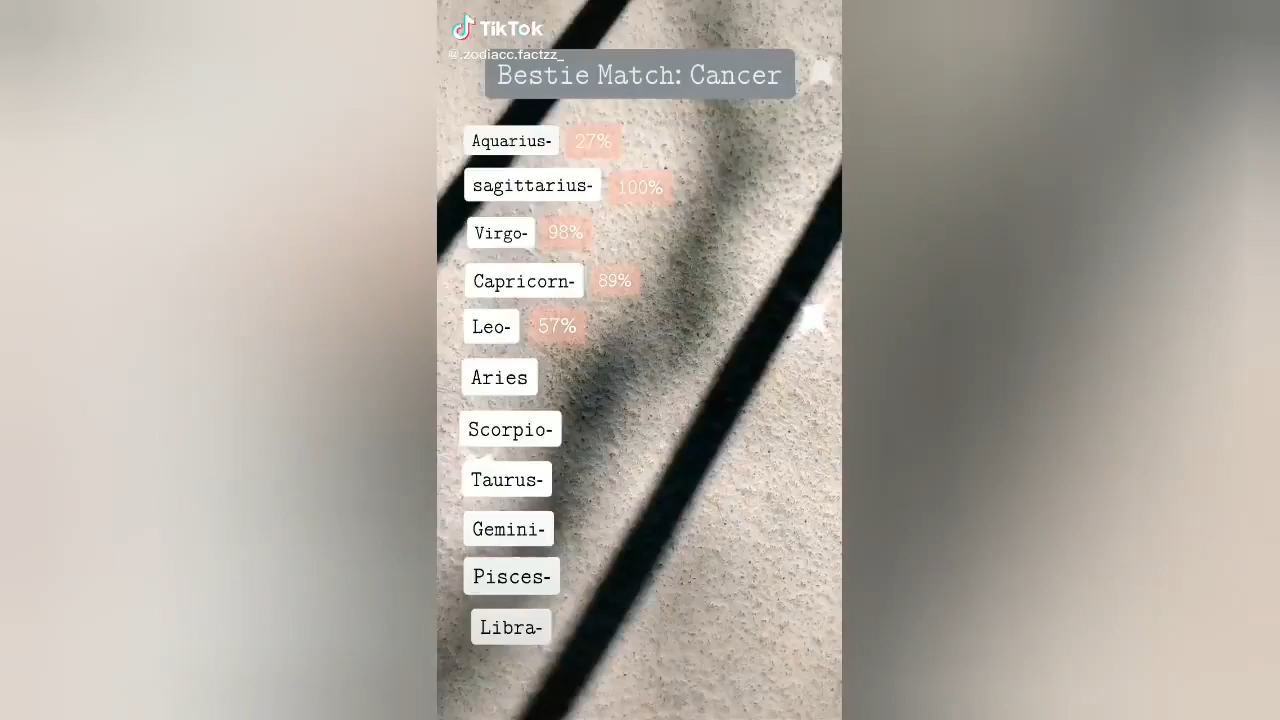 TikTok
@.zodiacc.factzz_
Bestie Match: Cancer
Aquarius- 27%
sagittarius- 100%
Virgo- 98%
Capricorn- 89%
Leo- 57%
Aries
Scorpio-
Taurus-
Gemini-
Pisces-
Libra-